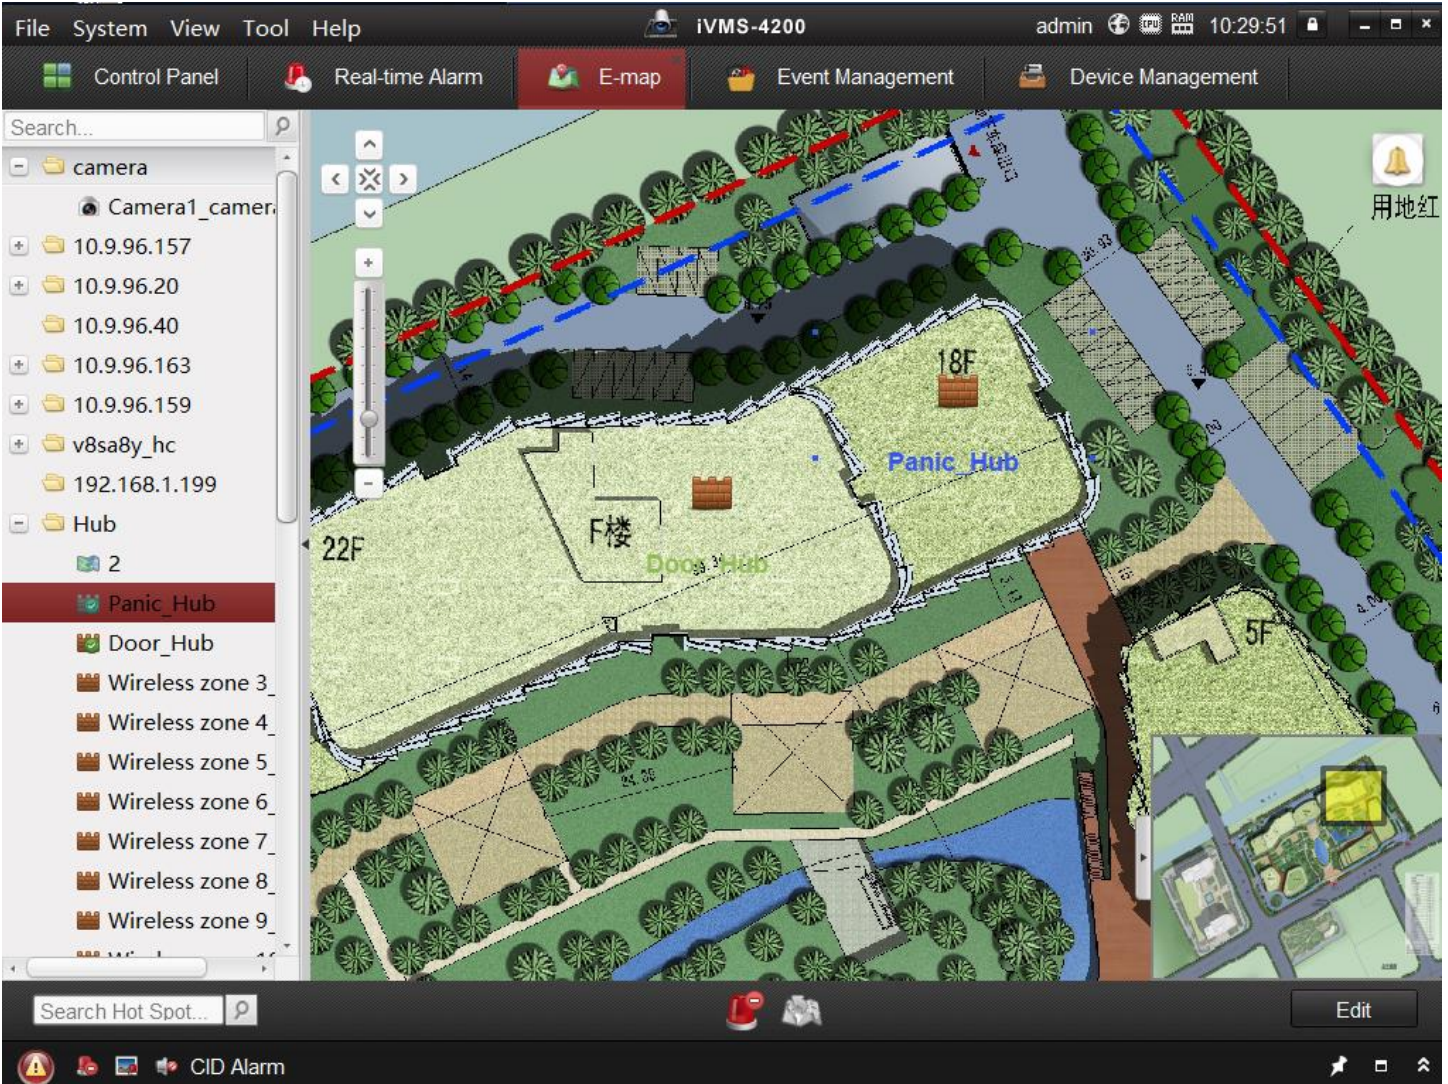 File System View Tool Help iVMS-4200 admin CPU RAM 10:29:51
Control Panel Real-time Alarm E-map Event Management Device Management
Search...
camera
Camera1_camer
10.9.96.157
10.9.96.20
10.9.96.40
10.9.96.163
10.9.96.159
v8sa8y_hc
192.168.1.199
Hub
2
Panic_Hub
Door_Hub
Wireless zone 3_
Wireless zone 4_
Wireless zone 5_
Wireless zone 6_
Wireless zone 7_
Wireless zone 8_
Wireless zone 9_
用地红
18F
Panic_Hub
F楼
22F
Door_Hub
5F
24.00
Search Hot Spot...
Edit
CID Alarm